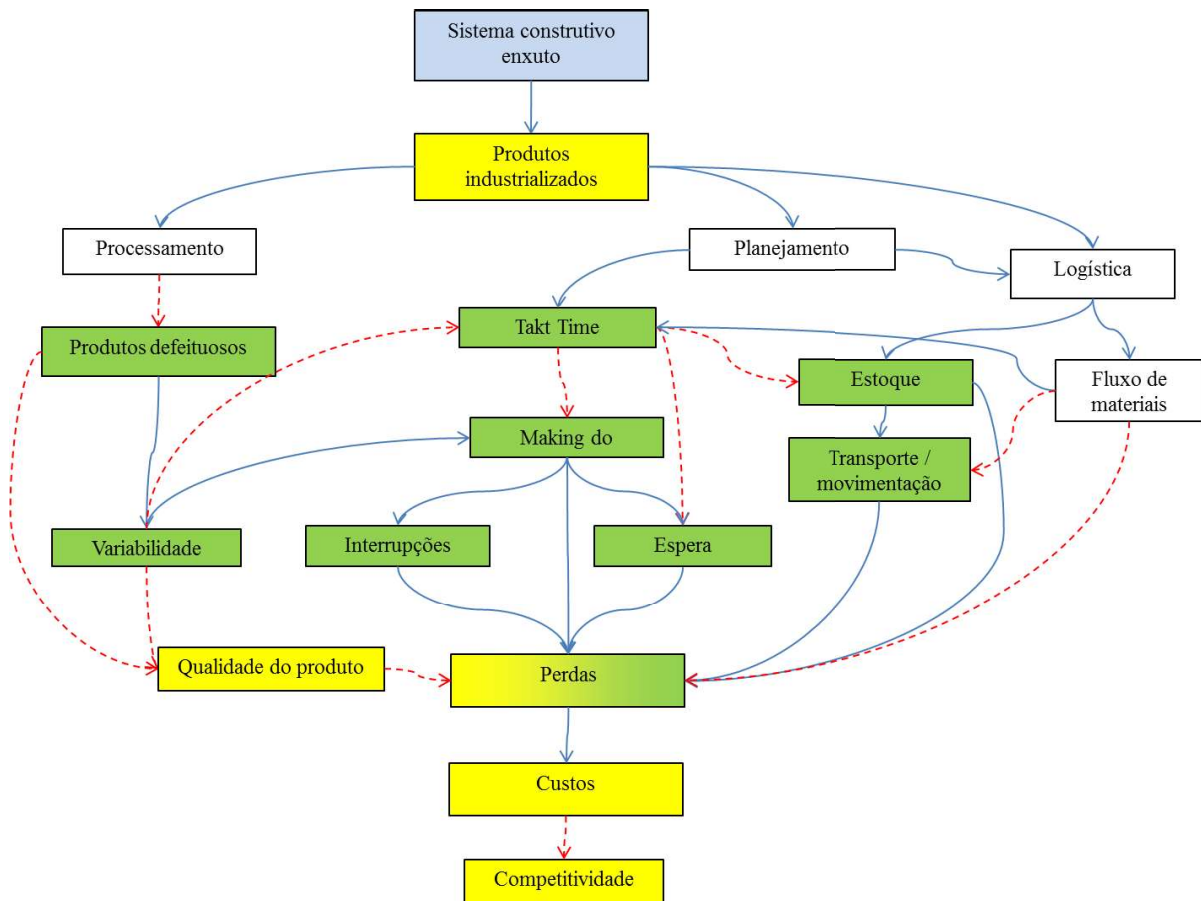 Sistema construtivo
enxuto
Produtos
industrializados
Processamento
Planejamento
Logística
Produtos defeituosos
Takt Time
Estoque
Fluxo de
materiais
Making do
Transporte /
movimentação
Variabilidade
Interrupções
Espera
Qualidade do produto
Perdas
Custos
Competitividade